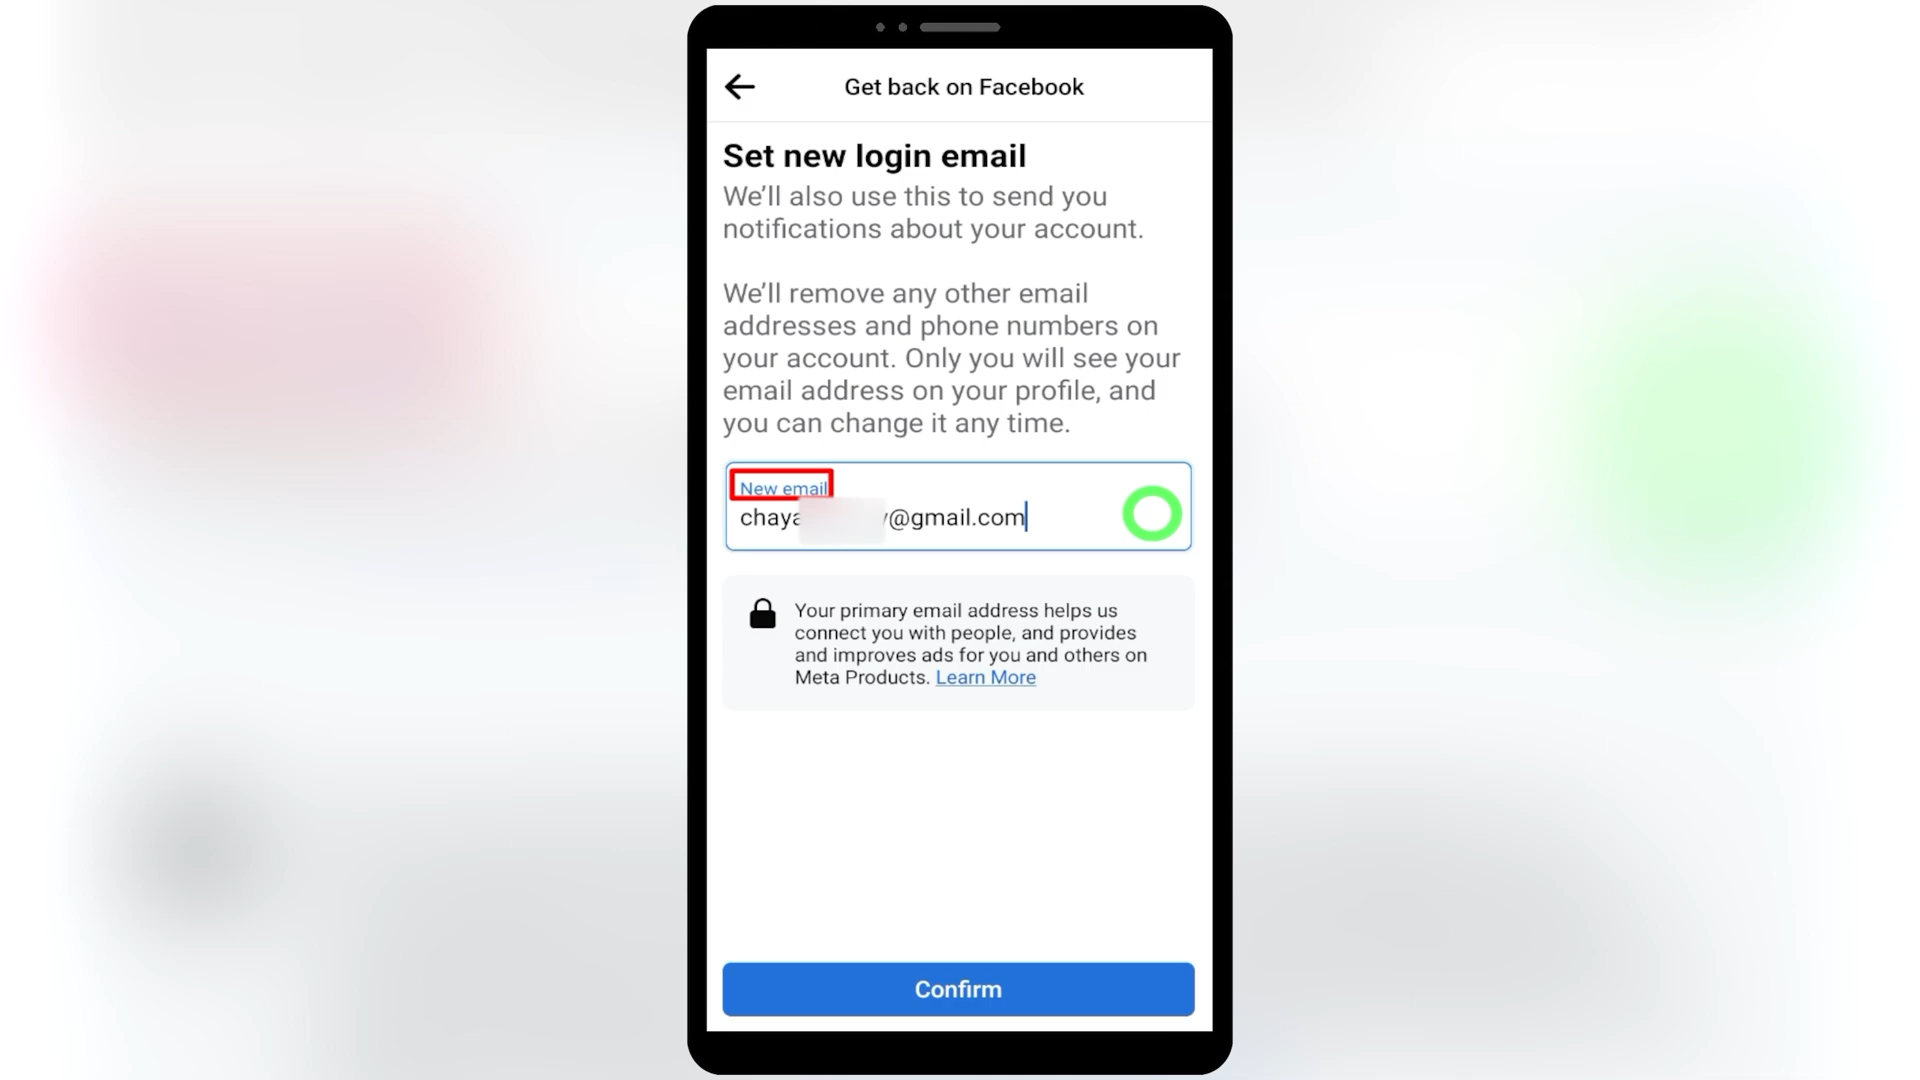 Get back on Facebook
Set new login email
We’ll also use this to send you
notifications about your account.
We’ll remove any other email
addresses and phone numbers on
your account. Only you will see your
email address on your profile, and
you can change it any time.
New email
@gmail.com
Your primary email address helps us
connect you with people, and provides
and improves ads for you and others on
Meta Products. Learn More
Confirm